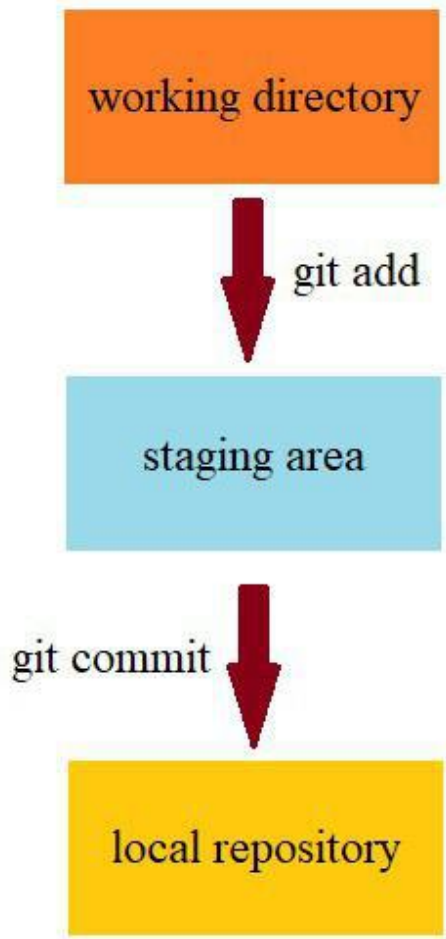 working directory
git add
staging area
git commit
local repository